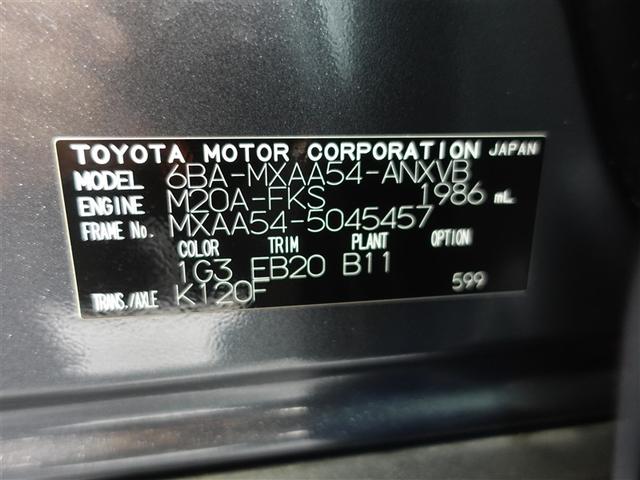 TOYOTA MOTOR CORPORATION JAPAN
MODEL 6BA-MXAA54-ANXVB
ENGINE M20A-FKS 1986 mL
FRAME No. MXAA54-5045457
COLOR TRIM PLANT OPTION
1G3 EB20 B11
TRANS./AXLE K120F 599